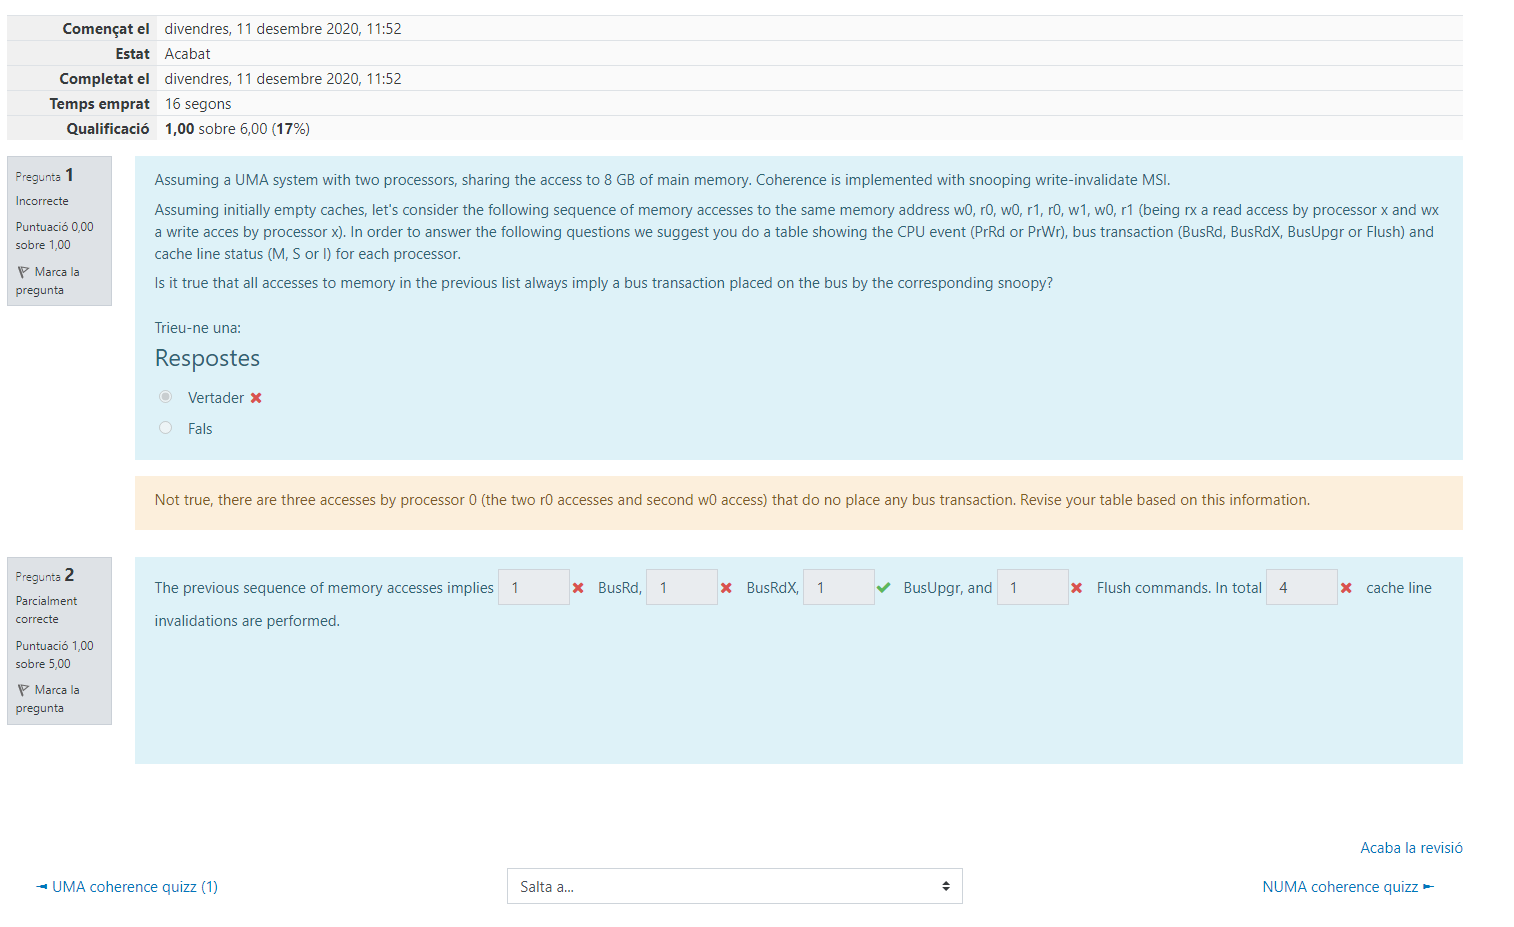 Començat el divendres, 11 desembre 2020, 11:52
Estat Acabat
Completat el divendres, 11 desembre 2020, 11:52
Temps emprat 16 segons
Qualificació 1,00 sobre 6,00 (17%)
Pregunta 1
Incorrecte
Puntuació 0,00
sobre 1,00
Marca la
pregunta
Assuming a UMA system with two processors, sharing the access to 8 GB of main memory. Coherence is implemented with snooping write-invalidate MSI.
Assuming initially empty caches, let's consider the following sequence of memory accesses to the same memory address w0, r0, w0, r1, r0, w1, w0, r1 (being rx a read access by processor x and wx
a write acces by processor x). In order to answer the following questions we suggest you do a table showing the CPU event (PrRd or PrWr), bus transaction (BusRd, BusRdX, BusUpgr or Flush) and
cache line status (M, S or I) for each processor.
Is it true that all accesses to memory in the previous list always imply a bus transaction placed on the bus by the corresponding snoopy?
Trieu-ne una:
Respostes
Vertader
Fals
Not true, there are three accesses by processor 0 (the two r0 accesses and second w0 access) that do no place any bus transaction. Revise your table based on this information.
Pregunta 2
Parcialment
correcte
Puntuació 1,00
sobre 5,00
Marca la
pregunta
The previous sequence of memory accesses implies 1 BusRd, 1 BusRdX, 1 BusUpgr, and 1 Flush commands. In total 4 cache line
invalidations are performed.
Acaba la revisió
◄ UMA coherence quizz (1)
Salta a...
NUMA coherence quizz ►